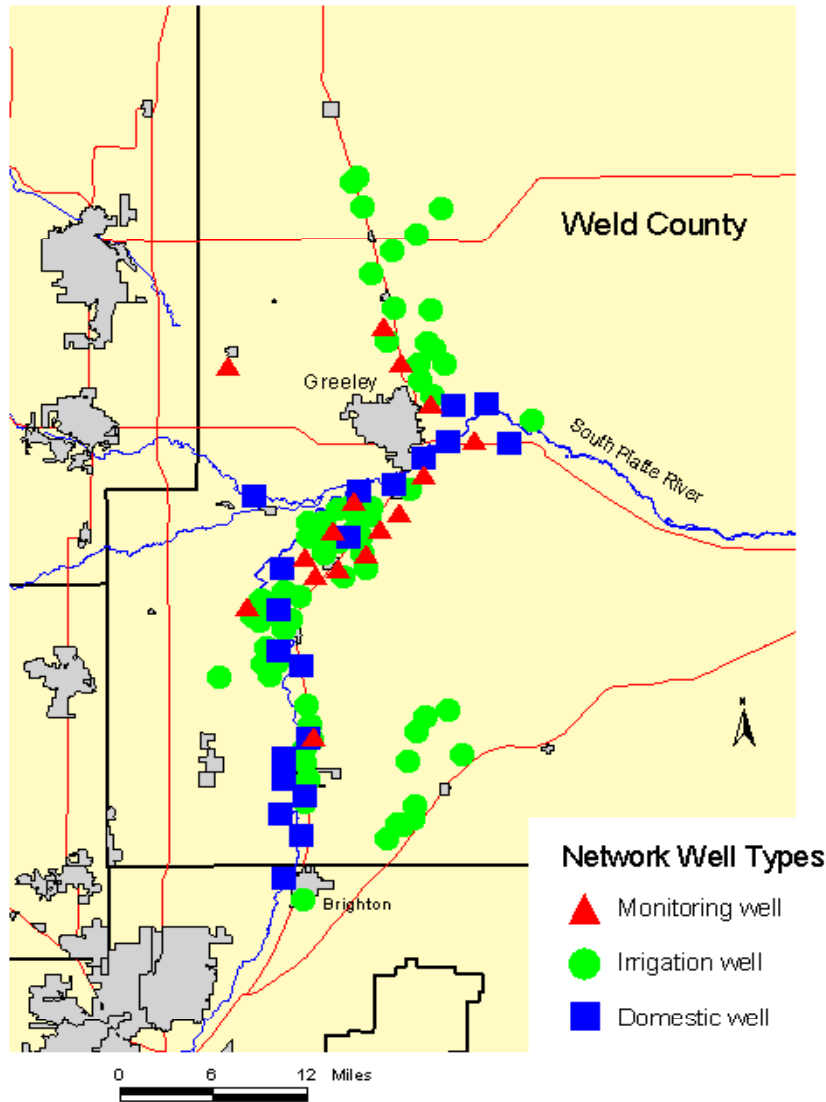 Weld County
Greeley
South Platte River
Brighton
Network Well Types
Monitoring well
Irrigation well
Domestic well
0 6 12 Miles